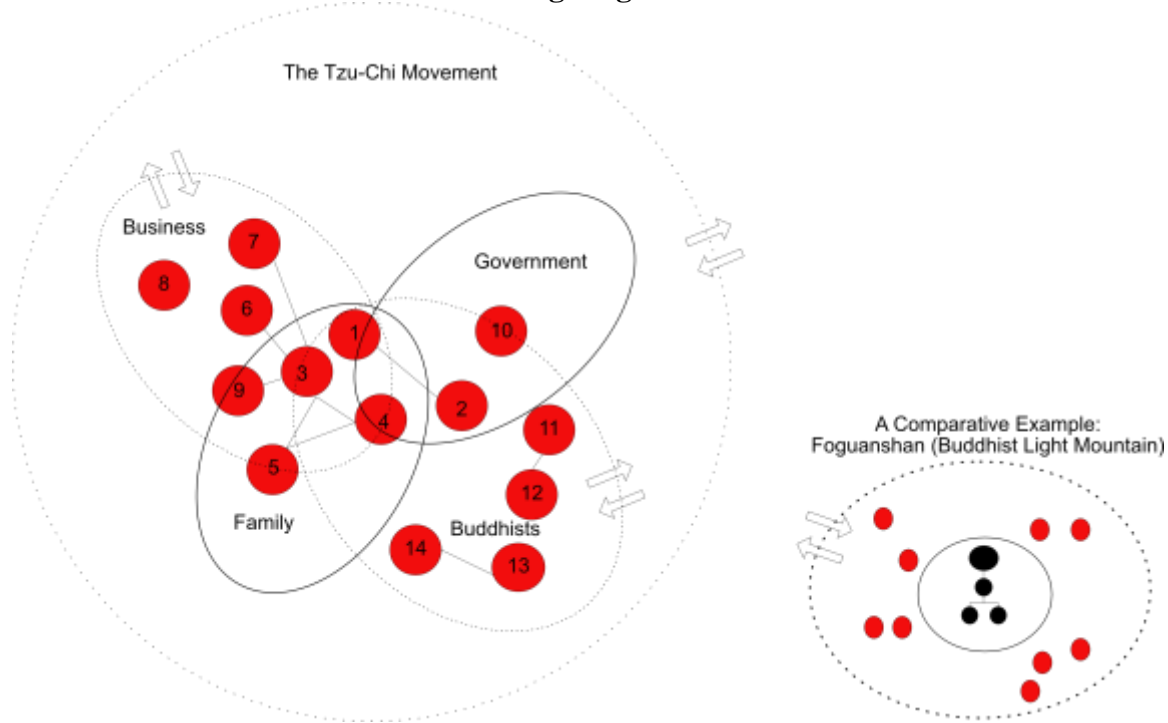 The Tzu-Chi Movement
Business
7
Government
8
6
1
10
3
9
4
2
11
5
12
Family
Buddhists
14
13
A Comparative Example:
Foguanshan (Buddhist Light Mountain)